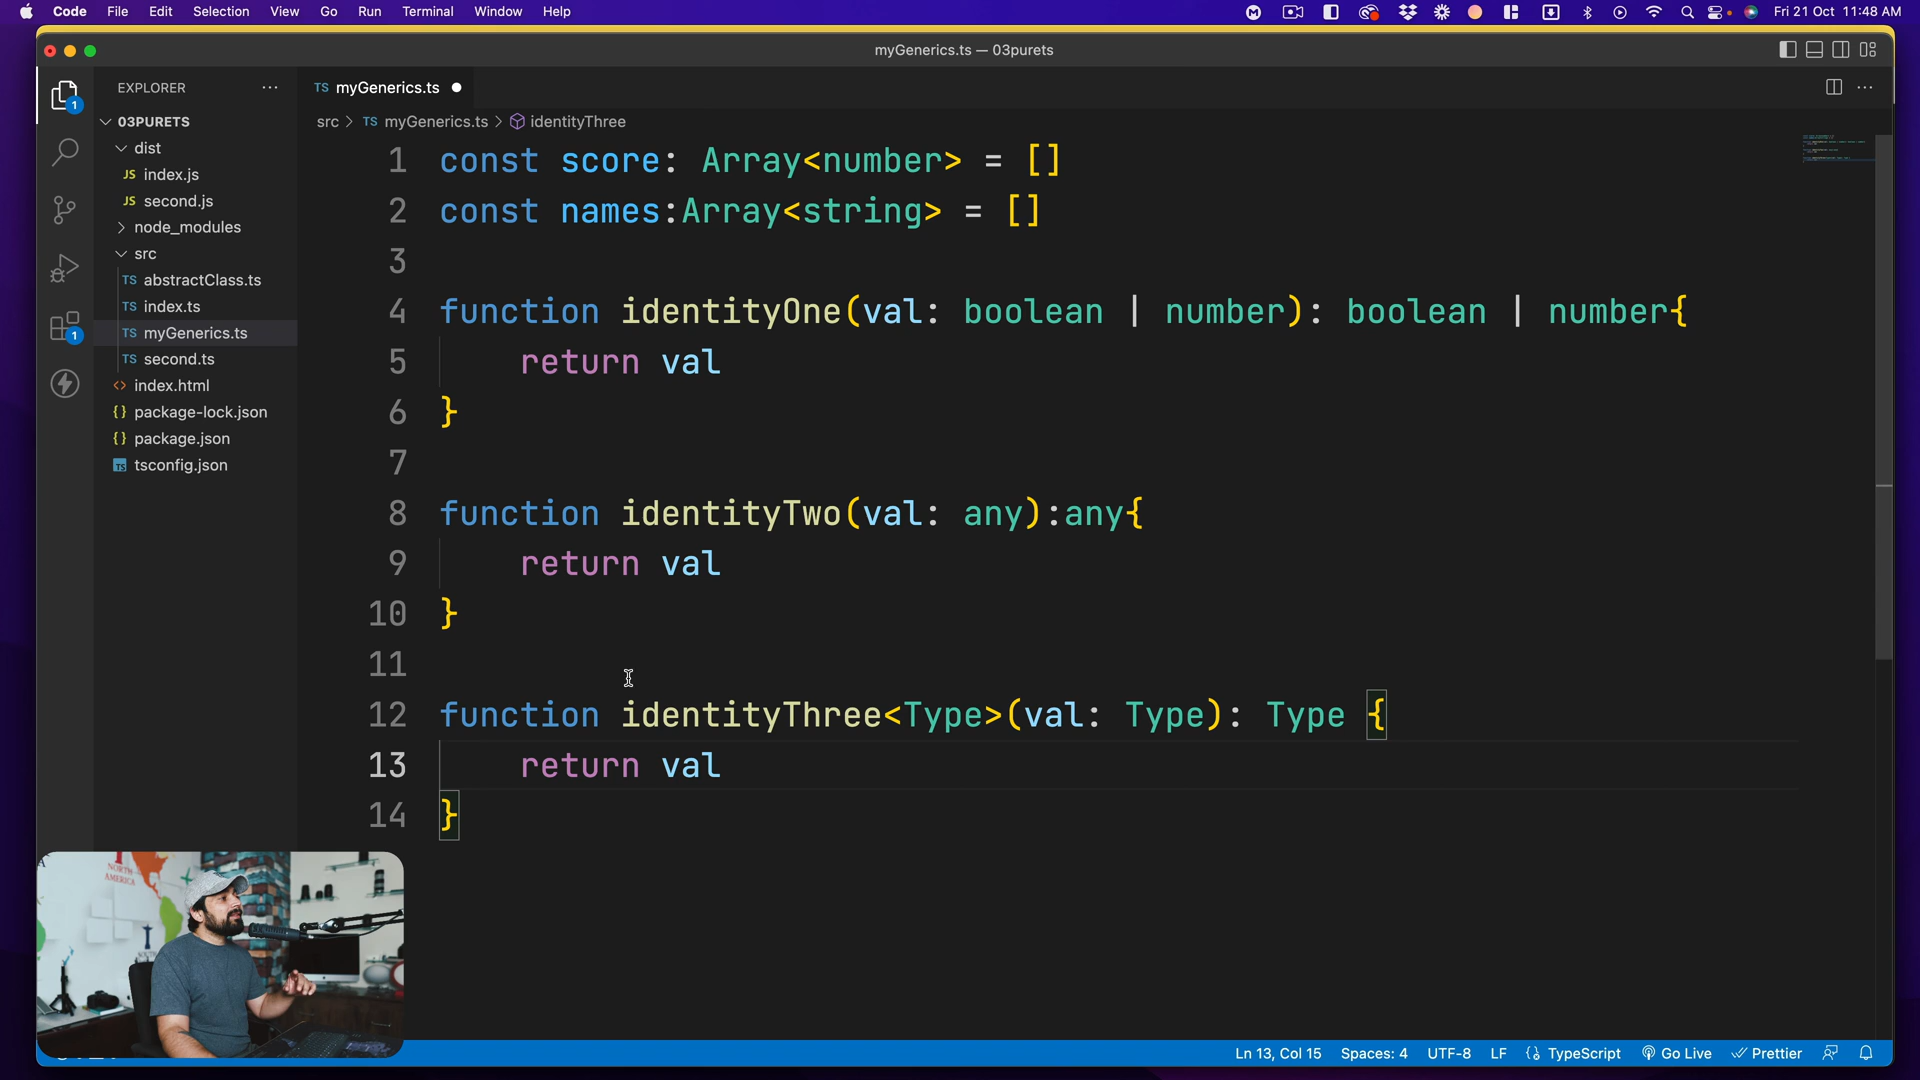 Code File Edit Selection View Go Run Terminal Window Help Fri 21 Oct 11:48 AM
myGenerics.ts — 03purets
EXPLORER ···
TS myGenerics.ts
src > TS myGenerics.ts > identityThree
03PURETS
dist
JS index.js
JS second.js
node_modules
src
TS abstractClass.ts
TS index.ts
TS myGenerics.ts
TS second.ts
<> index.html
{} package-lock.json
{} package.json
TS tsconfig.json
1
1
1 const score: Array<number> = []
2 const names:Array<string> = []
3
4 function identityOne(val: boolean | number): boolean | number{
5 return val
6 }
7
8 function identityTwo(val: any):any{
9 return val
10 }
11
12 function identityThree<Type>(val: Type): Type {
13 return val
14 }
NORTH
AMERICA
Ln 13, Col 15 Spaces: 4 UTF-8 LF {} TypeScript Go Live Prettier